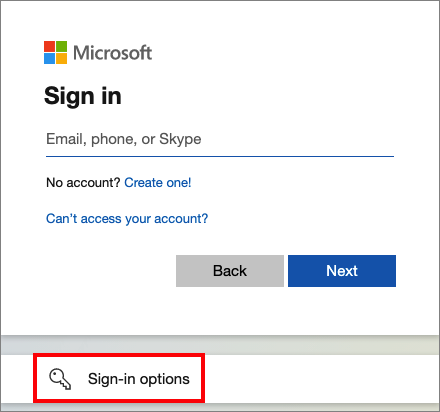 Microsoft
Sign in
Email, phone, or Skype
No account? Create one!
Can't access your account?
Back Next
Sign-in options